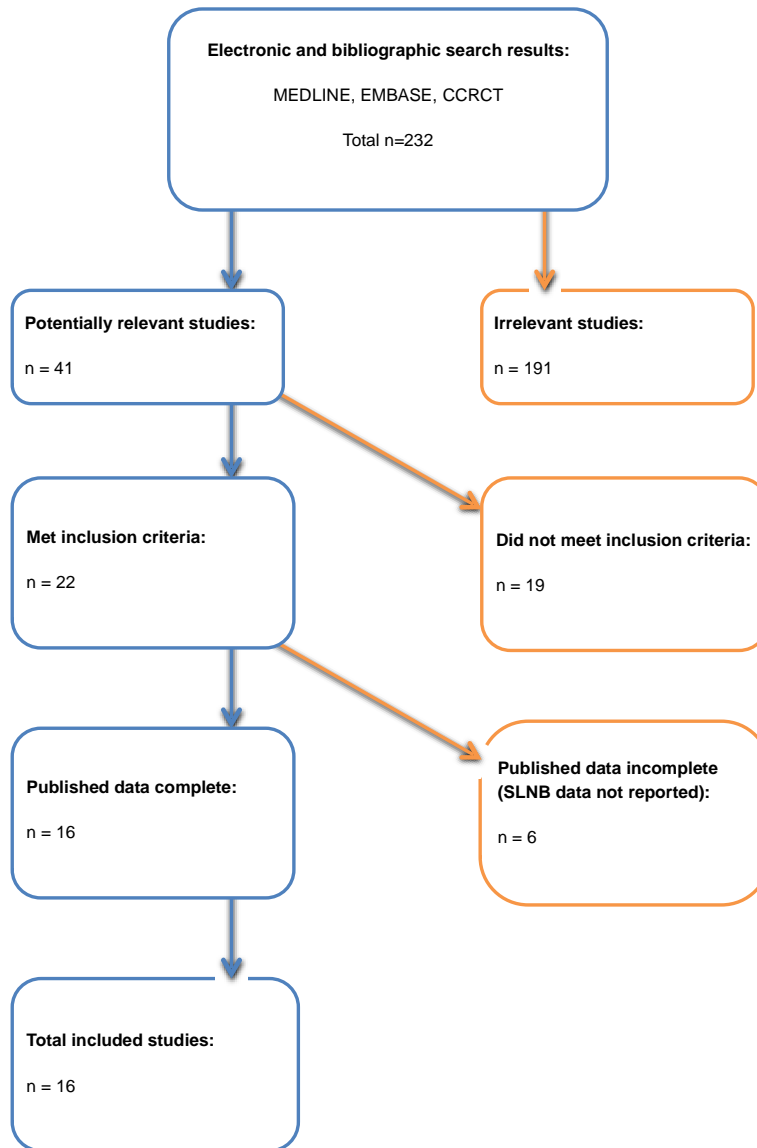 Electronic and bibliographic search results:
MEDLINE, EMBASE, CCRCT
Total n=232
Potentially relevant studies:
n = 41
Irrelevant studies:
n = 191
Met inclusion criteria:
n = 22
Did not meet inclusion criteria:
n = 19
Published data complete:
n = 16
Published data incomplete
(SLNB data not reported):
n = 6
Total included studies:
n = 16